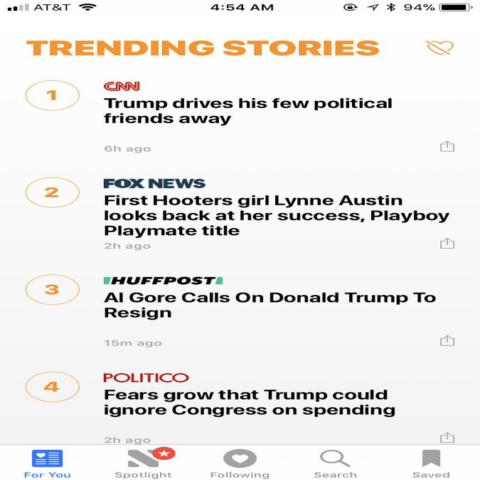 AT&T 4:54 AM 94%
TRENDING STORIES
1
CNN
Trump drives his few political
friends away
6h ago
2
FOX NEWS
First Hooters girl Lynne Austin
looks back at her success, Playboy
Playmate title
2h ago
3
HUFFPOST
Al Gore Calls On Donald Trump To
Resign
15m ago
4
POLITICO
Fears grow that Trump could
ignore Congress on spending
2h ago
For You Spotlight Following Search Saved